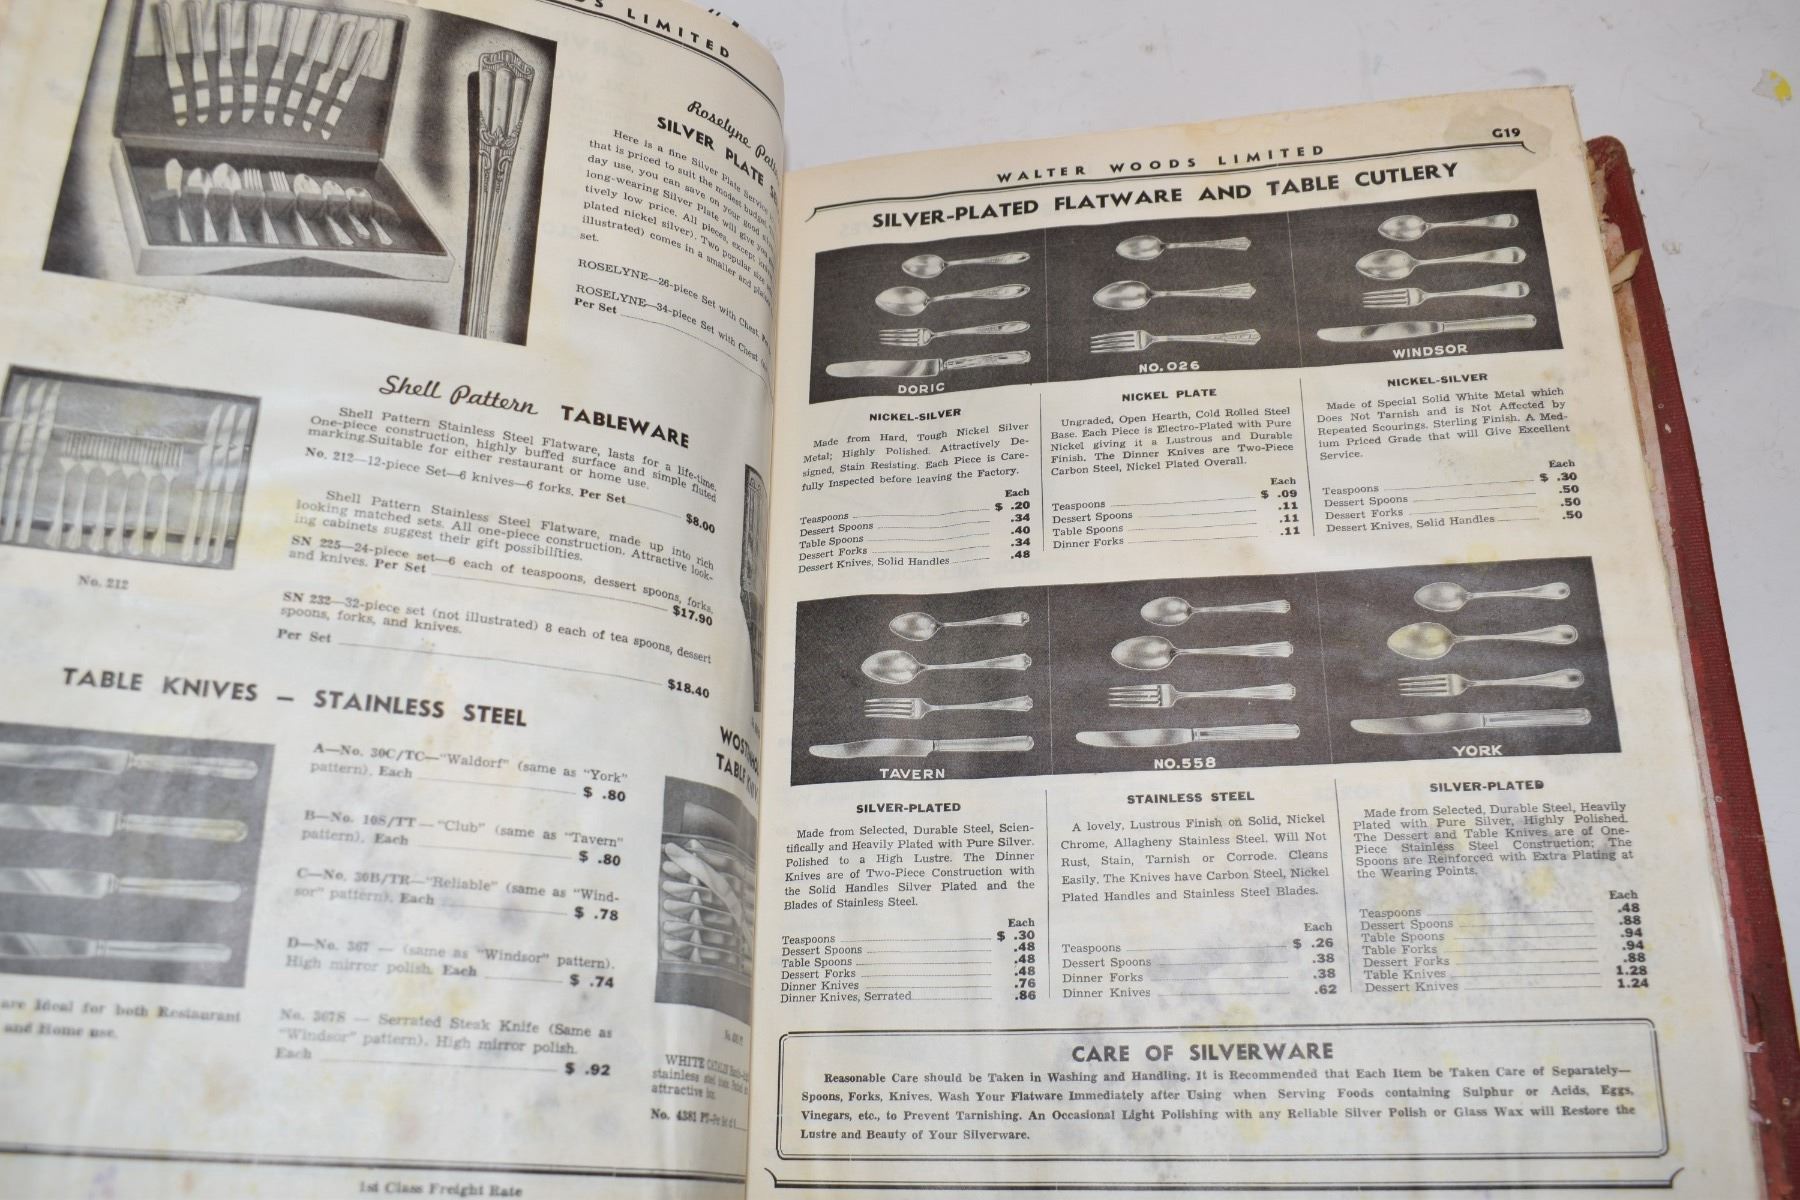 DS LIMITED
Roselyne
SILVER PLATE
Here is a fine Silver Plate Service
that is priced to suit the modest budget.
day use, you can save on your good
long-wearing Silver Plate will give you
tively low price. All pieces, except
plated nickel silver). Two popular size
illustrated) comes in a smaller and
set.
ROSELYNE—26-piece Set with Chest.
ROSELYNE—34-piece Set with Chest
Per Set
Shell Pattern TABLEWARE
Shell Pattern Stainless Steel Flatware, lasts for a life-time.
One-piece construction, highly buffed surface and simple fluted
marking. Suitable for either restaurant or home use.
No. 212—12-piece Set—6 knives—6 forks. Per Set $8.00
Shell Pattern Stainless Steel Flatware, made up into rich
looking matched sets. All one-piece construction. Attractive look-
ing cabinets suggest their gift possibilities.
SN 225—24-piece set—6 each of teaspoons, dessert spoons, forks,
and knives. Per Set $17.90
SN 232—32-piece set (not illustrated) 8 each of tea spoons, dessert
spoons, forks, and knives.
Per Set $18.40
No. 212
TABLE KNIVES – STAINLESS STEEL
A—No. 30C/TC—"Waldorf" (same as "York"
pattern). Each $ .80
B—No. 10S/TT—"Club" (same as "Tavern"
pattern). Each $ .80
C—No. 30B/TR—"Reliable" (same as "Wind-
sor" pattern). Each $ .78
D—No. 367 — (same as "Windsor" pattern).
High mirror polish. Each $ .74
No. 367S — Serrated Steak Knife (Same as
"Windsor" pattern). High mirror polish.
Each $ .92
are Ideal for both Restaurant
and Home use.
WHITE
stainless steel
attractive box.
No. 4381
1st Class Freight Rate
G19
WALTER WOODS LIMITED
SILVER-PLATED FLATWARE AND TABLE CUTLERY
DORIC
NO. 026
WINDSOR
NICKEL-SILVER
Made from Hard, Tough Nickel Silver
Metal; Highly Polished. Attractively De-
signed, Stain Resisting. Each Piece is Care-
fully Inspected before leaving the Factory.
Each
Teaspoons $ .20
Dessert Spoons .34
Table Spoons .40
Dessert Forks .34
Dessert Knives, Solid Handles .48
NICKEL PLATE
Ungraded, Open Hearth, Cold Rolled Steel
Base. Each Piece is Electro-Plated with Pure
Nickel giving it a Lustrous and Durable
Finish. The Dinner Knives are Two-Piece
Carbon Steel, Nickel Plated Overall.
Each
Teaspoons $ .09
Dessert Spoons .11
Table Spoons .11
Dinner Forks .11
NICKEL-SILVER
Made of Special Solid White Metal which
Does Not Tarnish and is Not Affected by
Repeated Scourings. Sterling Finish. A Med-
ium Priced Grade that will Give Excellent
Service.
Each
Teaspoons $ .30
Dessert Spoons .50
Dessert Forks .50
Dessert Knives, Solid Handles .50
TAVERN
NO. 558
YORK
SILVER-PLATED
Made from Selected, Durable Steel, Scien-
tifically and Heavily Plated with Pure Silver.
Polished to a High Lustre. The Dinner
Knives are of Two-Piece Construction with
the Solid Handles Silver Plated and the
Blades of Stainless Steel.
Each
Teaspoons $ .30
Dessert Spoons .48
Table Spoons .48
Dessert Forks .48
Dinner Knives .76
Dinner Knives, Serrated .86
STAINLESS STEEL
A lovely, Lustrous Finish on Solid, Nickel
Chrome, Allagheny Stainless Steel. Will Not
Rust, Stain, Tarnish or Corrode. Cleans
Easily. The Knives have Carbon Steel, Nickel
Plated Handles and Stainless Steel Blades.
Each
Teaspoons $ .26
Dessert Spoons .38
Dinner Forks .38
Dinner Knives .62
SILVER-PLATED
Made from Selected, Durable Steel, Heavily
Plated with Pure Silver, Highly Polished.
The Dessert and Table Knives are of One-
Piece Stainless Steel Construction; The
Spoons are Reinforced with Extra Plating at
the Wearing Points.
Each
Teaspoons .48
Dessert Spoons .88
Table Spoons .94
Table Forks .94
Dessert Forks .88
Table Knives 1.28
Dessert Knives 1.24
CARE OF SILVERWARE
Reasonable Care should be Taken in Washing and Handling. It is Recommended that Each Item be Taken Care of Separately—
Spoons, Forks, Knives. Wash Your Flatware Immediately after Using when Serving Foods containing Sulphur or Acids, Eggs,
Vinegars, etc., to Prevent Tarnishing. An Occasional Light Polishing with any Reliable Silver Polish or Glass Wax will Restore the
Lustre and Beauty of Your Silverware.